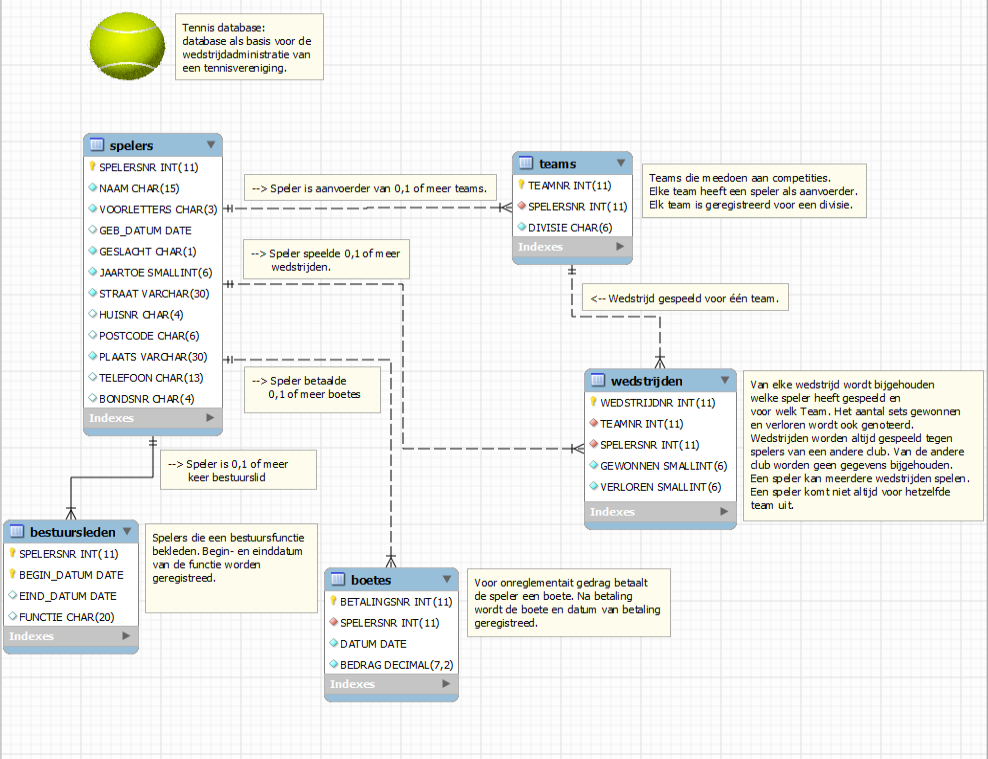 Tennis database:
database als basis voor de
wedstrijdadministratie van
een tennisvereniging.
spelers
SPELERSNR INT(11)
NAAM CHAR(15)
VOORLETTERS CHAR(3)
GEB_DATUM DATE
GESLACHT CHAR(1)
JAARTOE SMALLINT(6)
STRAAT VARCHAR(30)
HUISNR CHAR(4)
POSTCODE CHAR(6)
PLAATS VARCHAR(30)
TELEFOON CHAR(13)
BONDSNR CHAR(4)
Indexes
--> Speler is aanvoerder van 0,1 of meer teams.
teams
TEAMNR INT(11)
SPELERSNR INT(11)
DIVISIE CHAR(6)
Indexes
Teams die meedoen aan competities.
Elke team heeft een speler als aanvoerder.
Elk team is geregistreerd voor een divisie.
--> Speler speelde 0,1 of meer
wedstrijden.
<-- Wedstrijd gespeeld voor één team.
--> Speler betaalde
0,1 of meer boetes
wedstrijden
WEDSTRIJDNR INT(11)
TEAMNR INT(11)
SPELERSNR INT(11)
GEWONNEN SMALLINT(6)
VERLOREN SMALLINT(6)
Indexes
Van elke wedstrijd wordt bijgehouden
welke speler heeft gespeeld en
voor welk Team. Het aantal sets gewonnen
en verloren wordt ook genoteerd.
Wedstrijden worden altijd gespeeld tegen
spelers van een andere club. Van de andere
club worden geen gegevens bijgehouden.
Een speler kan meerdere wedstrijden spelen.
Een speler komt niet altijd voor hetzelfde
team uit.
--> Speler is 0,1 of meer
keer bestuurslid
bestuursleden
SPELERSNR INT(11)
BEGIN_DATUM DATE
EIND_DATUM DATE
FUNCTIE CHAR(20)
Indexes
Spelers die een bestuursfunctie
bekleden. Begin- en einddatum
van de functie worden
geregistreed.
boetes
BETALINGSNR INT(11)
SPELERSNR INT(11)
DATUM DATE
BEDRAG DECIMAL(7,2)
Indexes
Voor onreglementait gedrag betaalt
de speler een boete. Na betaling
wordt de boete en datum van betaling
geregistreed.